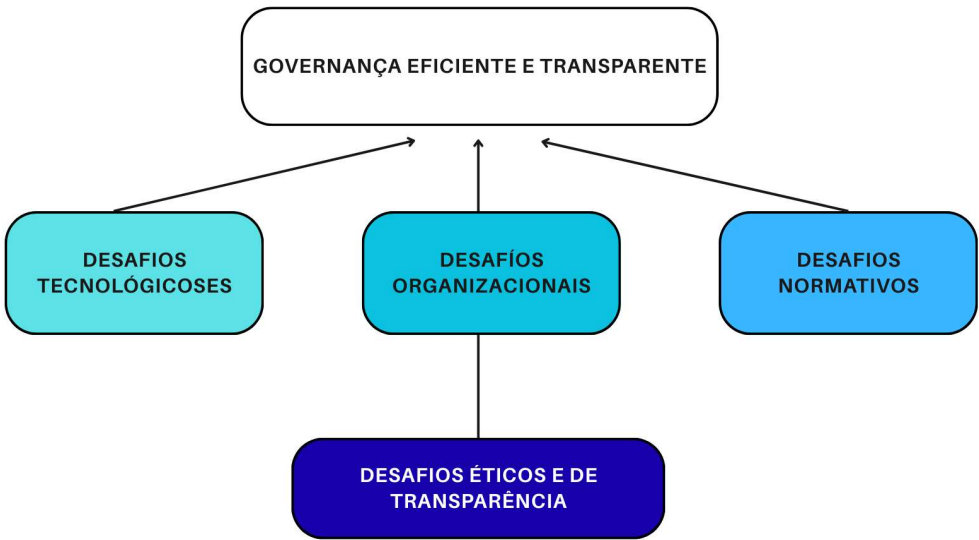 GOVERNANÇA EFICIENTE E TRANSPARENTE
DESAFIOS
TECNOLÓGICOSES
DESAFÍOS
ORGANIZACIONAIS
DESAFIOS
NORMATIVOS
DESAFIOS ÉTICOS E DE
TRANSPARÊNCIA